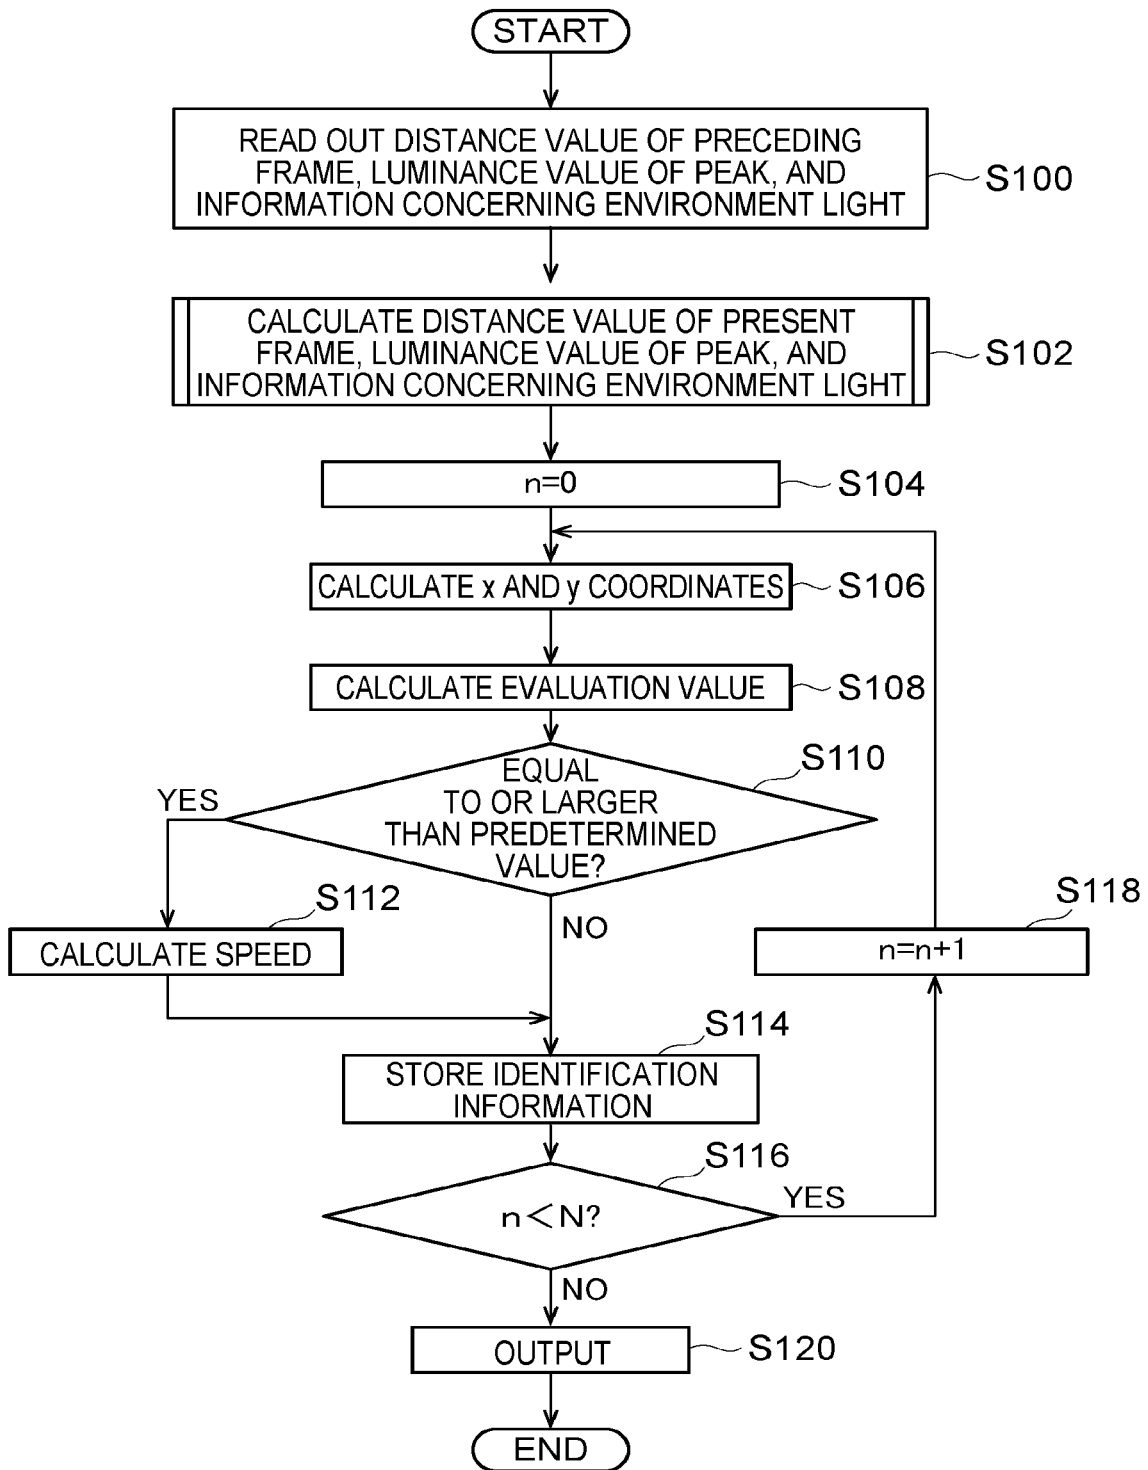 START
READ OUT DISTANCE VALUE OF PRECEDING
FRAME, LUMINANCE VALUE OF PEAK, AND
INFORMATION CONCERNING ENVIRONMENT LIGHT
S100
CALCULATE DISTANCE VALUE OF PRESENT
FRAME, LUMINANCE VALUE OF PEAK, AND
INFORMATION CONCERNING ENVIRONMENT LIGHT
S102
n=0
S104
CALCULATE x AND y COORDINATES
S106
CALCULATE EVALUATION VALUE
S108
EQUAL
TO OR LARGER
THAN PREDETERMINED
VALUE?
S110
YES
NO
S112
CALCULATE SPEED
S118
n=n+1
S114
STORE IDENTIFICATION
INFORMATION
S116
n<N?
YES
NO
OUTPUT
S120
END